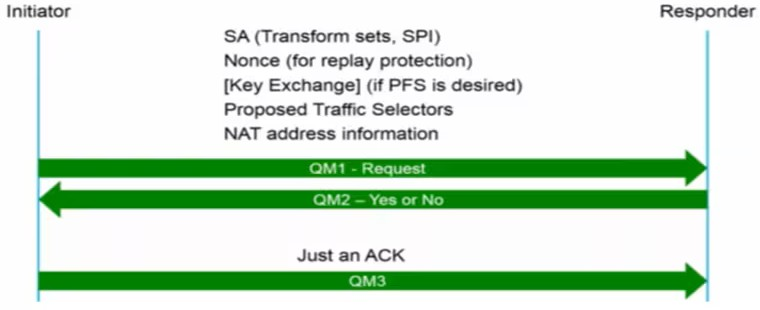 Initiator
Responder
SA (Transform sets, SPI)
Nonce (for replay protection)
[Key Exchange] (if PFS is desired)
Proposed Traffic Selectors
NAT address information
QM1 - Request
QM2 – Yes or No
Just an ACK
QM3